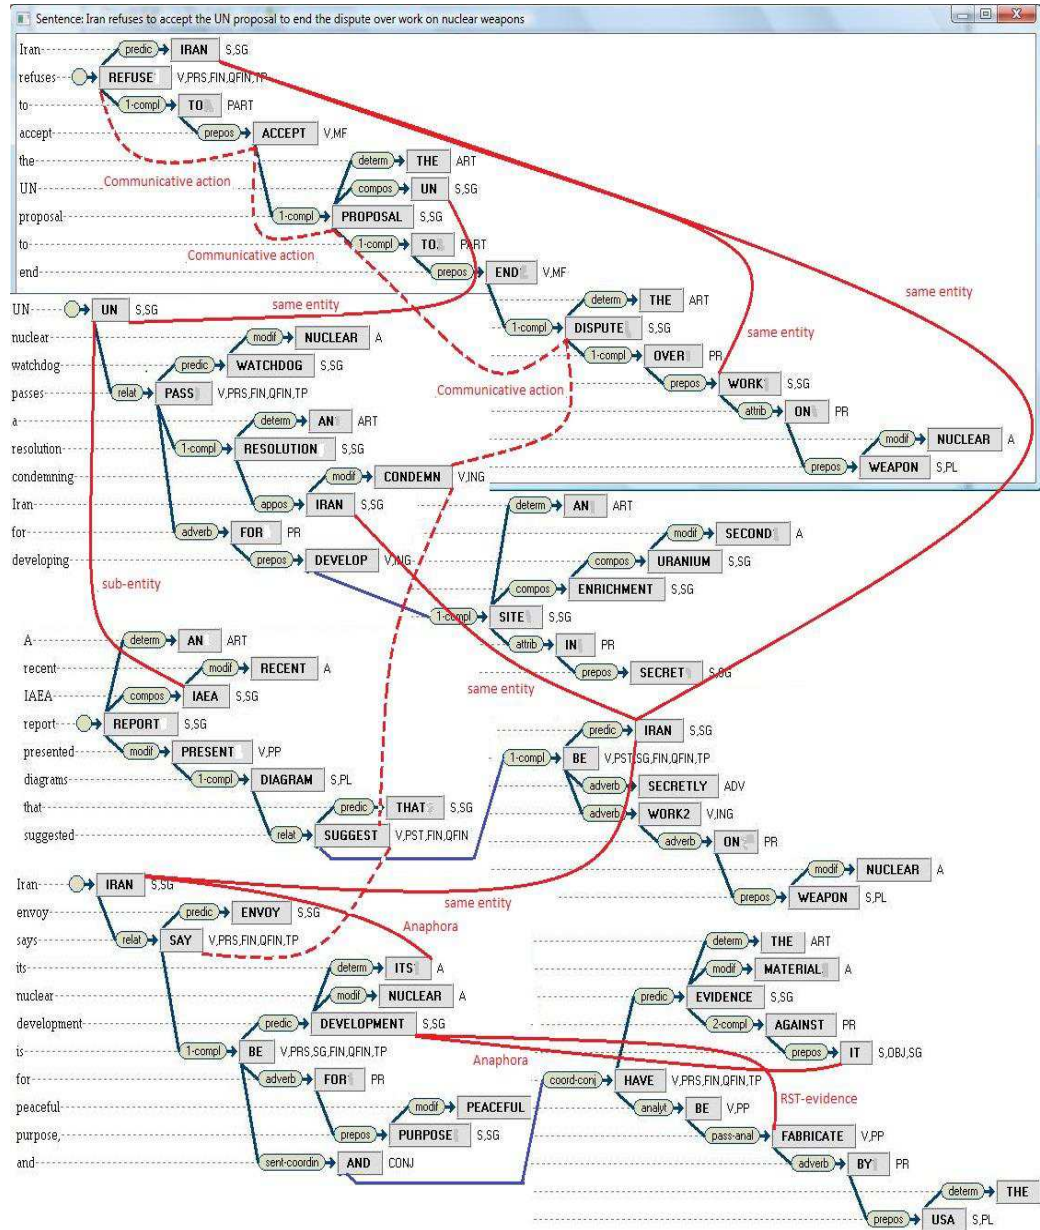 Sentence: Iran refuses to accept the UN proposal to end the dispute over work on nuclear weapons
Iran predic IRAN S,SG
refuses REFUSE V,PRS,FIN,QFIN,TP
to 1-compl TO PART
accept prepos ACCEPT V,MF
the determ THE ART
Communicative action
UN compos UN S,SG
proposal 1-compl PROPOSAL S,SG
to 1-compl TO PART
Communicative action
end prepos END V,MF
same entity
same entity
UN UN S,SG
determ THE ART
nuclear modif NUCLEAR A
1-compl DISPUTE S,SG
same entity
watchdog predic WATCHDOG S,SG
1-compl OVER PR
Communicative action
passes relat PASS V,PRS,FIN,QFIN,TP
prepos WORK S,SG
a determ AN ART
attrib ON PR
resolution 1-compl RESOLUTION S,SG
modif NUCLEAR A
condemning modif CONDEMN V,ING
prepos WEAPON S,PL
Iran appos IRAN S,SG
determ AN ART
for adverb FOR PR
modif SECOND A
developing prepos DEVELOP V,ING
compos URANIUM S,SG
sub-entity
compos ENRICHMENT S,SG
1-compl SITE S,SG
A determ AN ART
attrib IN PR
recent modif RECENT A
prepos SECRET S,SG
same entity
IAEA compos IAEA S,SG
report REPORT S,SG
predic IRAN S,SG
presented modif PRESENT V,PP
1-compl BE V,PST,SG,FIN,QFIN,TP
diagrams 1-compl DIAGRAM S,PL
adverb SECRETLY ADV
that predic THAT S,SG
adverb WORK2 V,ING
suggested relat SUGGEST V,PST,FIN,QFIN
adverb ON PR
modif NUCLEAR A
Iran IRAN S,SG
prepos WEAPON S,PL
same entity
envoy predic ENVOY S,SG
Anaphora
says relat SAY V,PRS,FIN,QFIN,TP
determ THE ART
its determ ITS A
modif MATERIAL A
nuclear modif NUCLEAR A
predic EVIDENCE S,SG
development predic DEVELOPMENT S,SG
2-compl AGAINST PR
is 1-compl BE V,PRS,SG,FIN,QFIN,TP
prepos IT S,OBJ,SG
Anaphora
for adverb FOR PR
coord-conj HAVE V,PRS,FIN,QFIN,TP
RST-evidence
peaceful modif PEACEFUL
analyt BE V,PP
purpose, prepos PURPOSE S,SG
pass-anal FABRICATE V,PP
and sent-coordin AND CONJ
adverb BY PR
determ THE
prepos USA S,PL